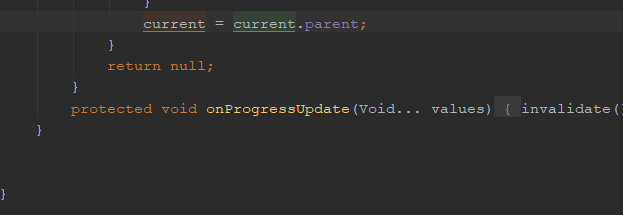 }
current = current.parent;
}
return null;
}
protected void onProgressUpdate(Void... values) { invalidate()
}
}